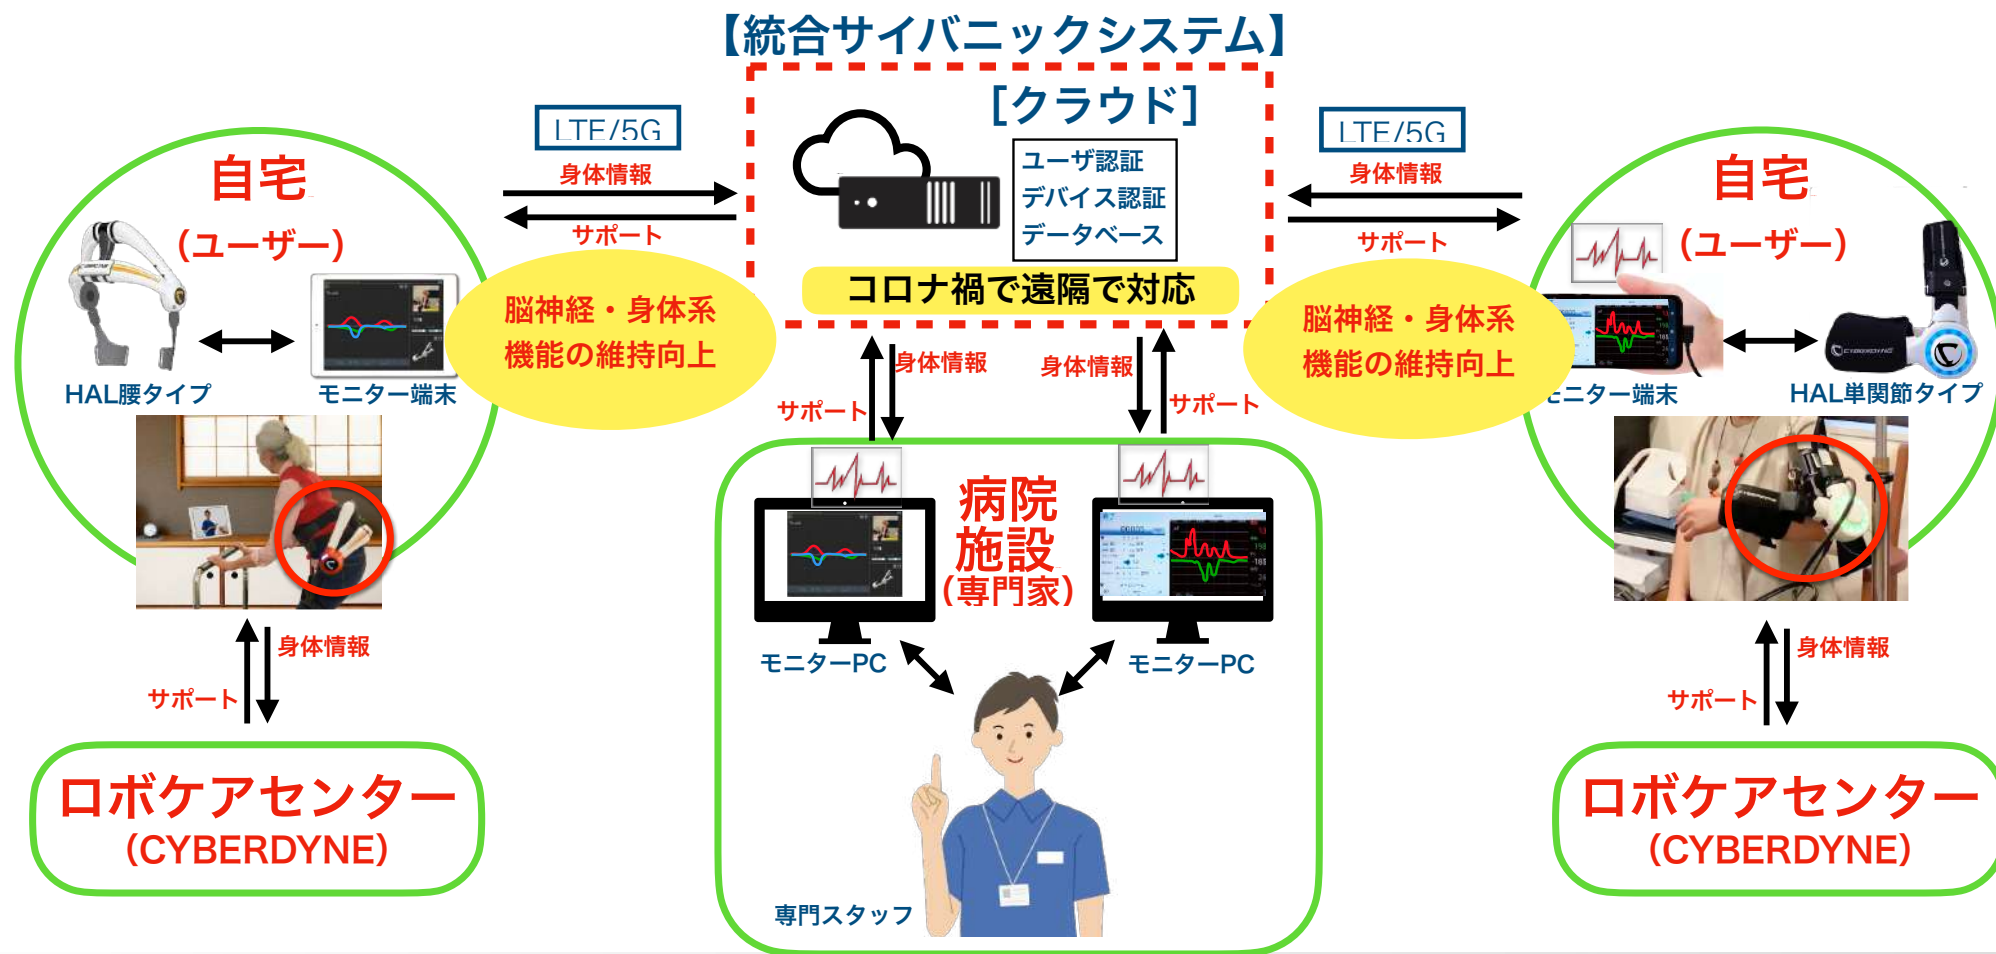 【統合サイバニックシステム】
[クラウド]
ユーザ認証
デバイス認証
データベース
コロナ禍で遠隔で対応
LTE/5G
身体情報
サポート
LTE/5G
身体情報
サポート
自宅
(ユーザー)
HAL腰タイプ
モニター端末
脳神経・身体系
機能の維持向上
脳神経・身体系
機能の維持向上
自宅
(ユーザー)
モニター端末
HAL単関節タイプ
CYBERDYNE
身体情報
サポート
身体情報
サポート
病院
施設
(専門家)
モニターPC
モニターPC
専門スタッフ
身体情報
サポート
ロボケアセンター
(CYBERDYNE)
身体情報
サポート
ロボケアセンター
(CYBERDYNE)